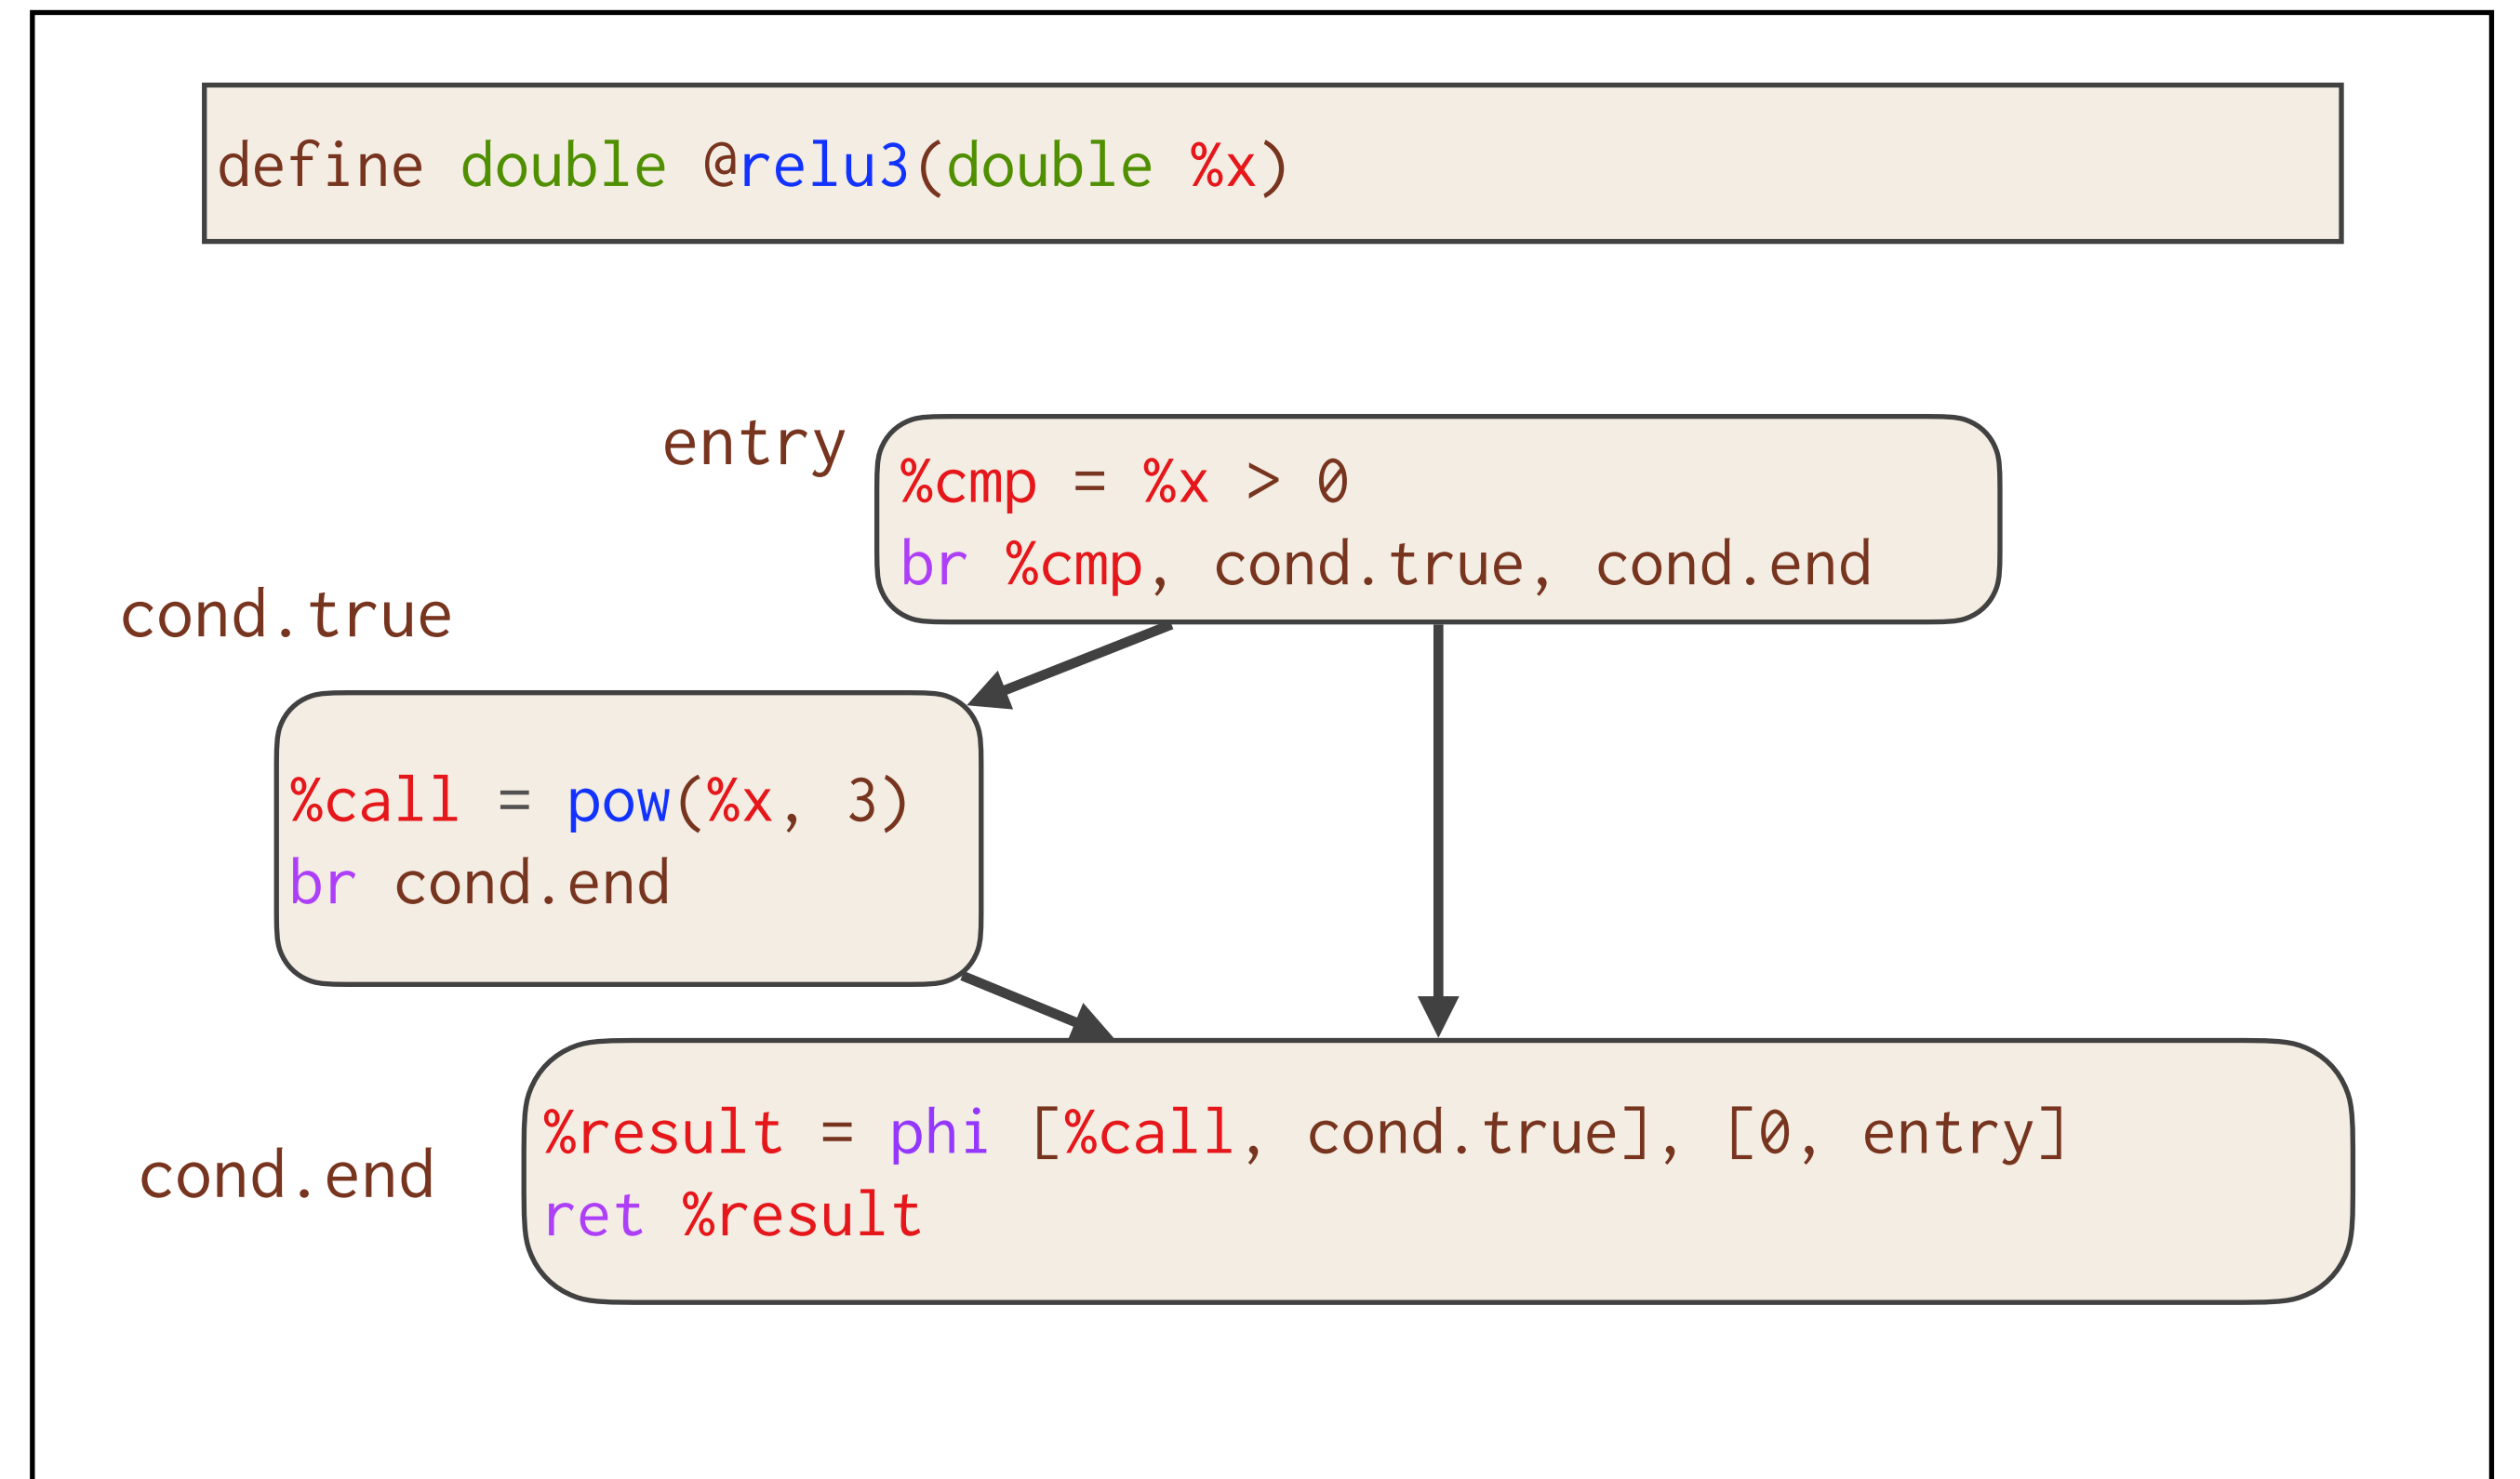 define double @relu3(double %x)
entry
%cmp = %x > 0
br %cmp, cond.true, cond.end
cond.true
%call = pow(%x, 3)
br cond.end
cond.end
%result = phi [%call, cond.true], [0, entry]
ret %result